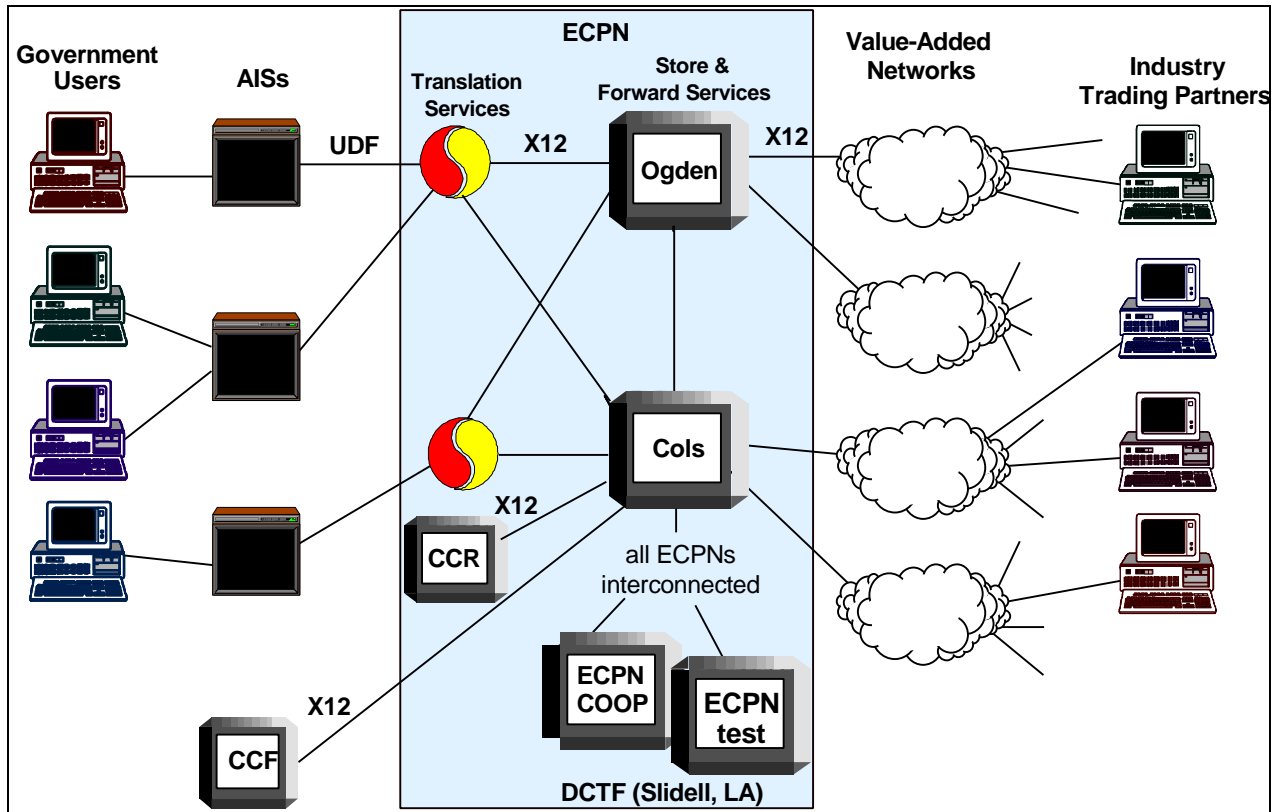 ECPN
Government
Users
AISs
Translation
Services
Store &
Forward Services
Value-Added
Networks
Industry
Trading Partners
UDF
X12
X12
Ogden
Cols
X12
CCR
all ECPNs
interconnected
X12
CCF
ECPN
COOP
ECPN
test
DCTF (Slidell, LA)